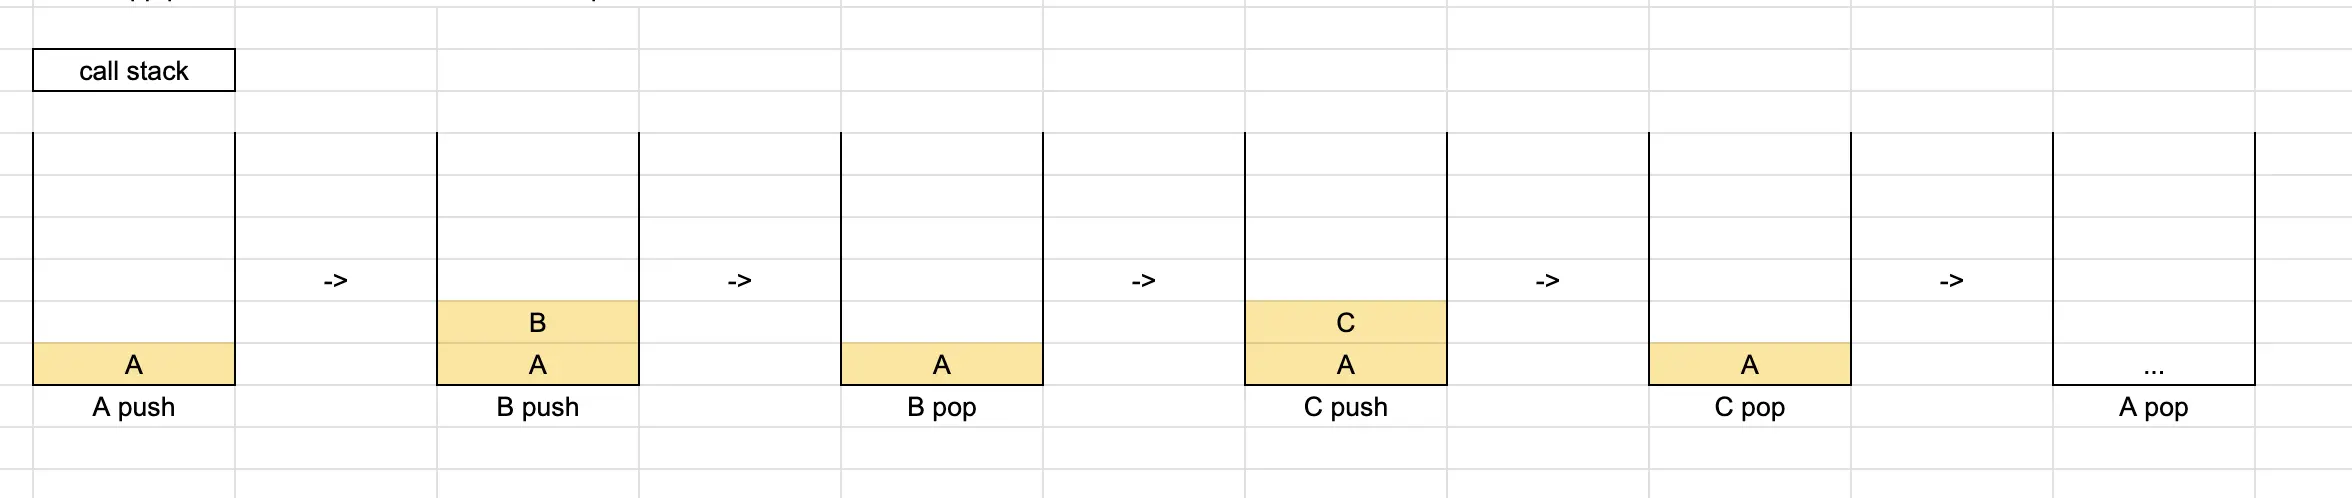 call stack
-> -> -> -> ->
B C
A A A A A ...
A push B push B pop C push C pop A pop